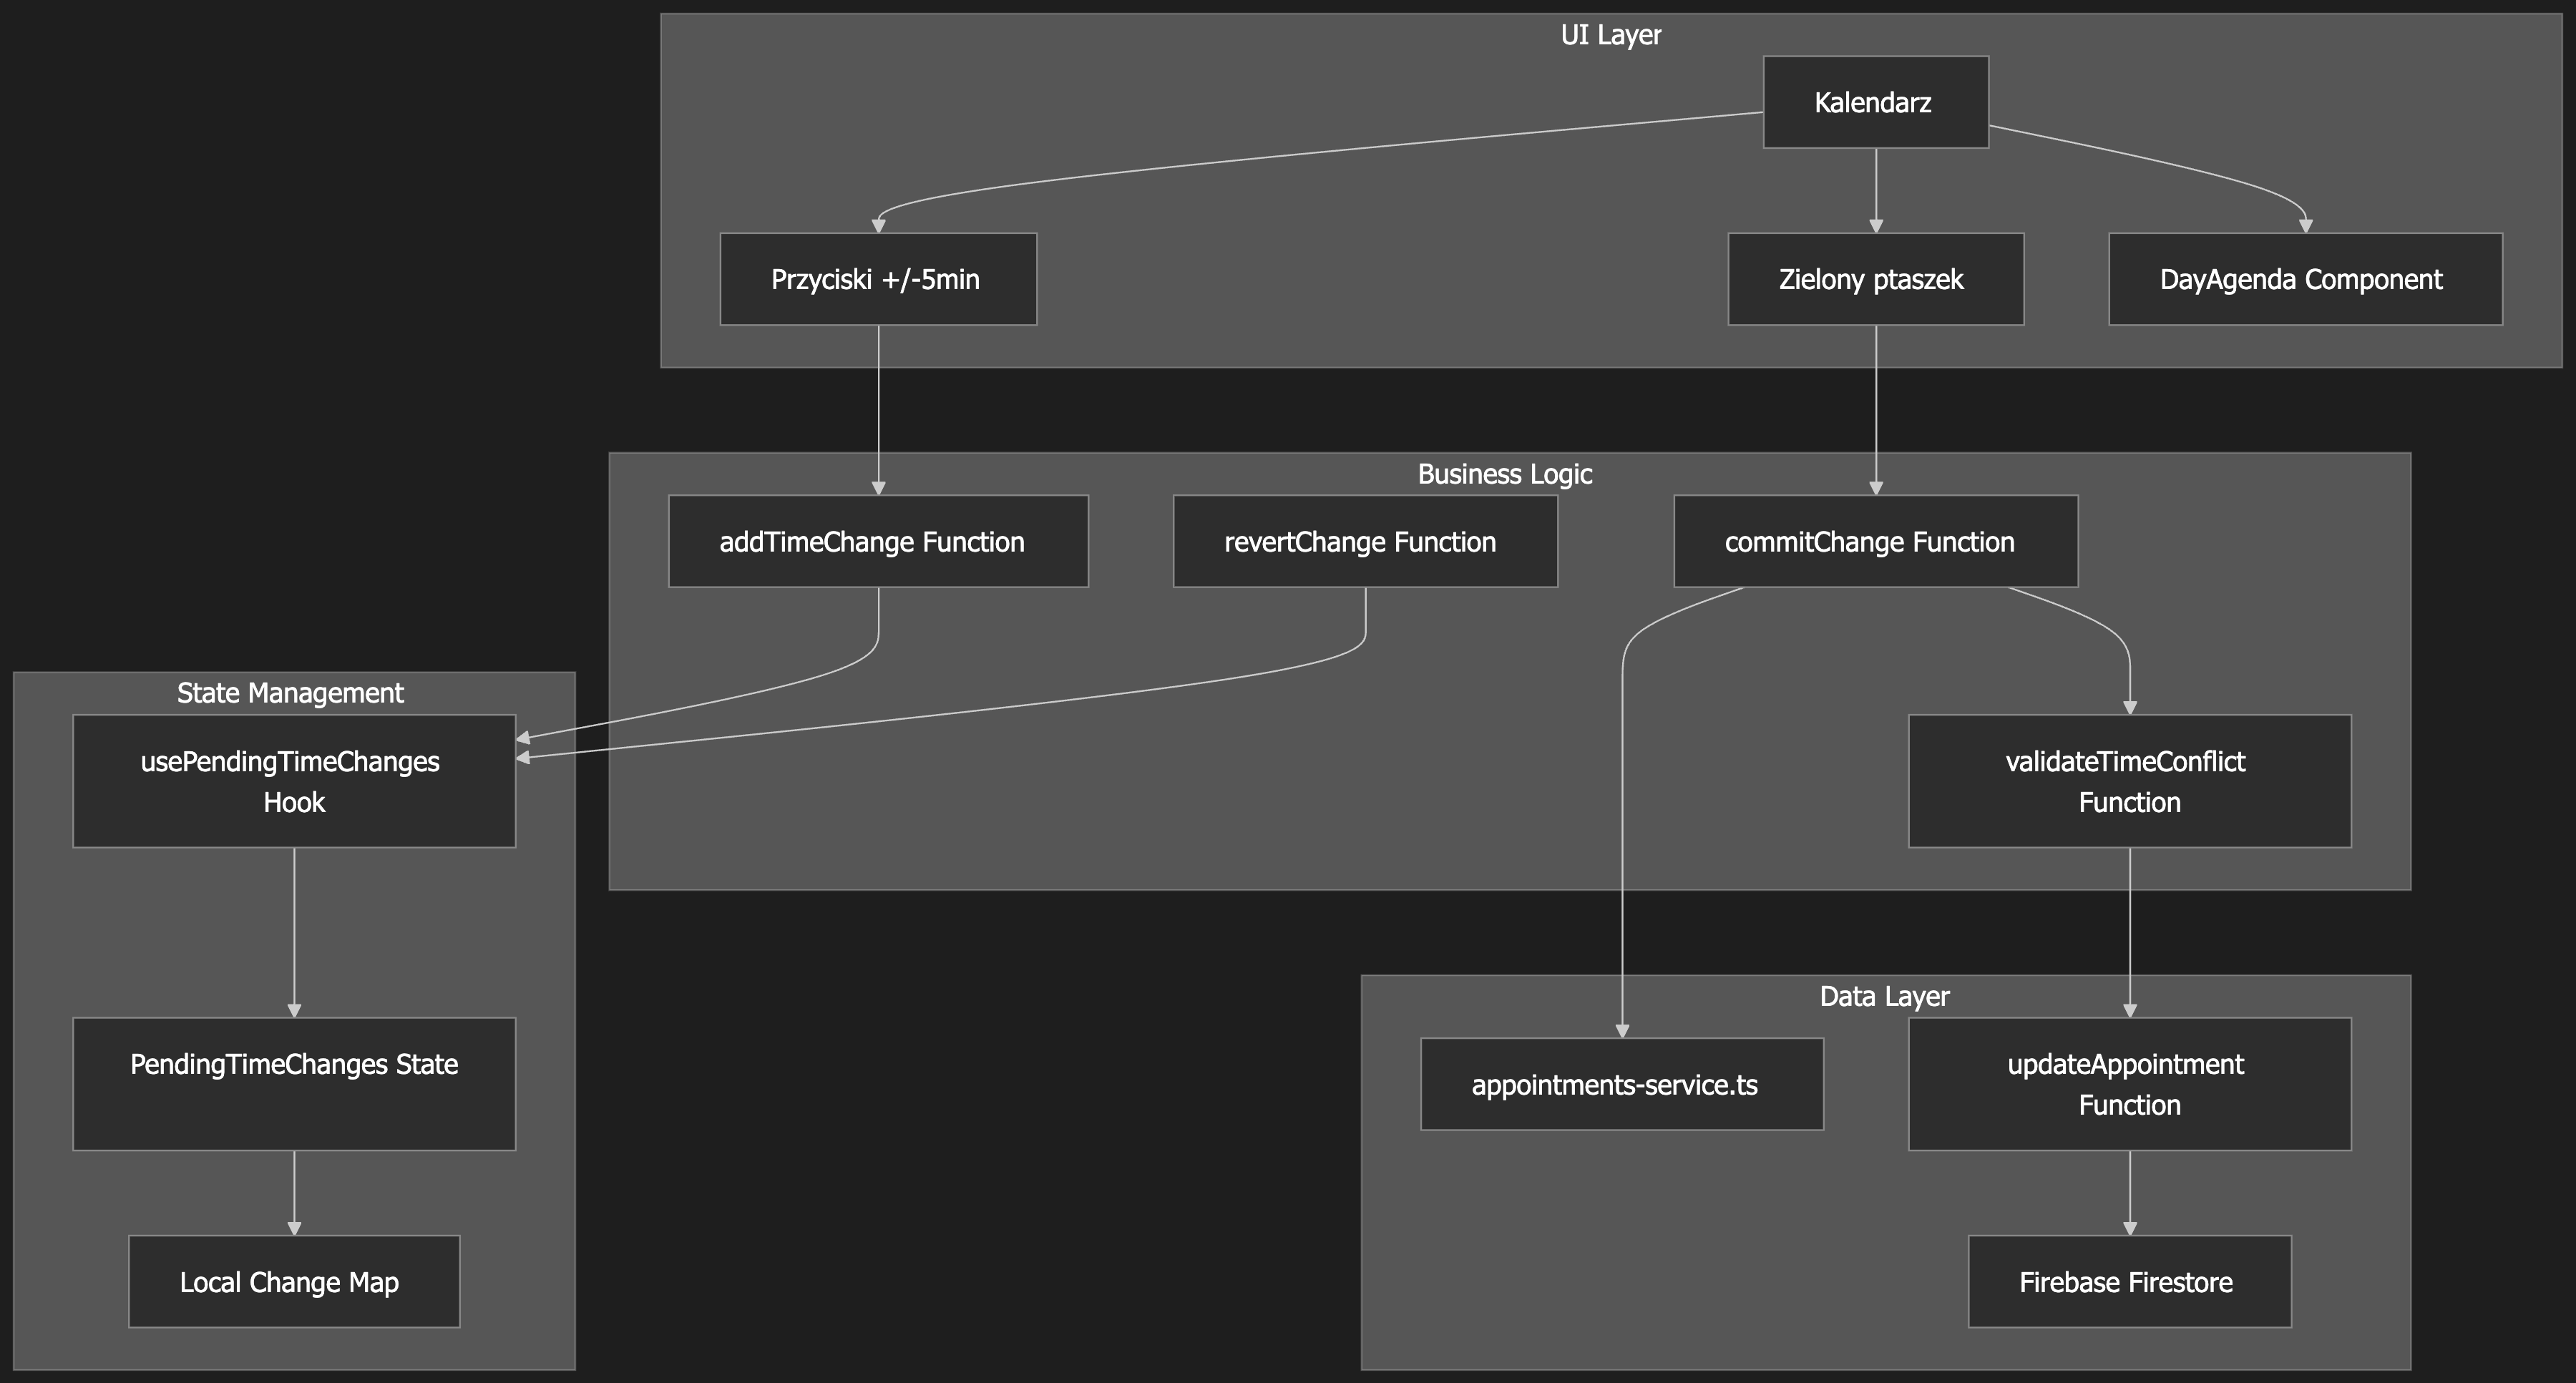 UI Layer
Kalendarz
Przyciski +/-5min
Zielony ptaszek
DayAgenda Component
Business Logic
addTimeChange Function
revertChange Function
commitChange Function
State Management
usePendingTimeChanges
Hook
validateTimeConflict
Function
Data Layer
PendingTimeChanges State
appointments-service.ts
updateAppointment
Function
Local Change Map
Firebase Firestore